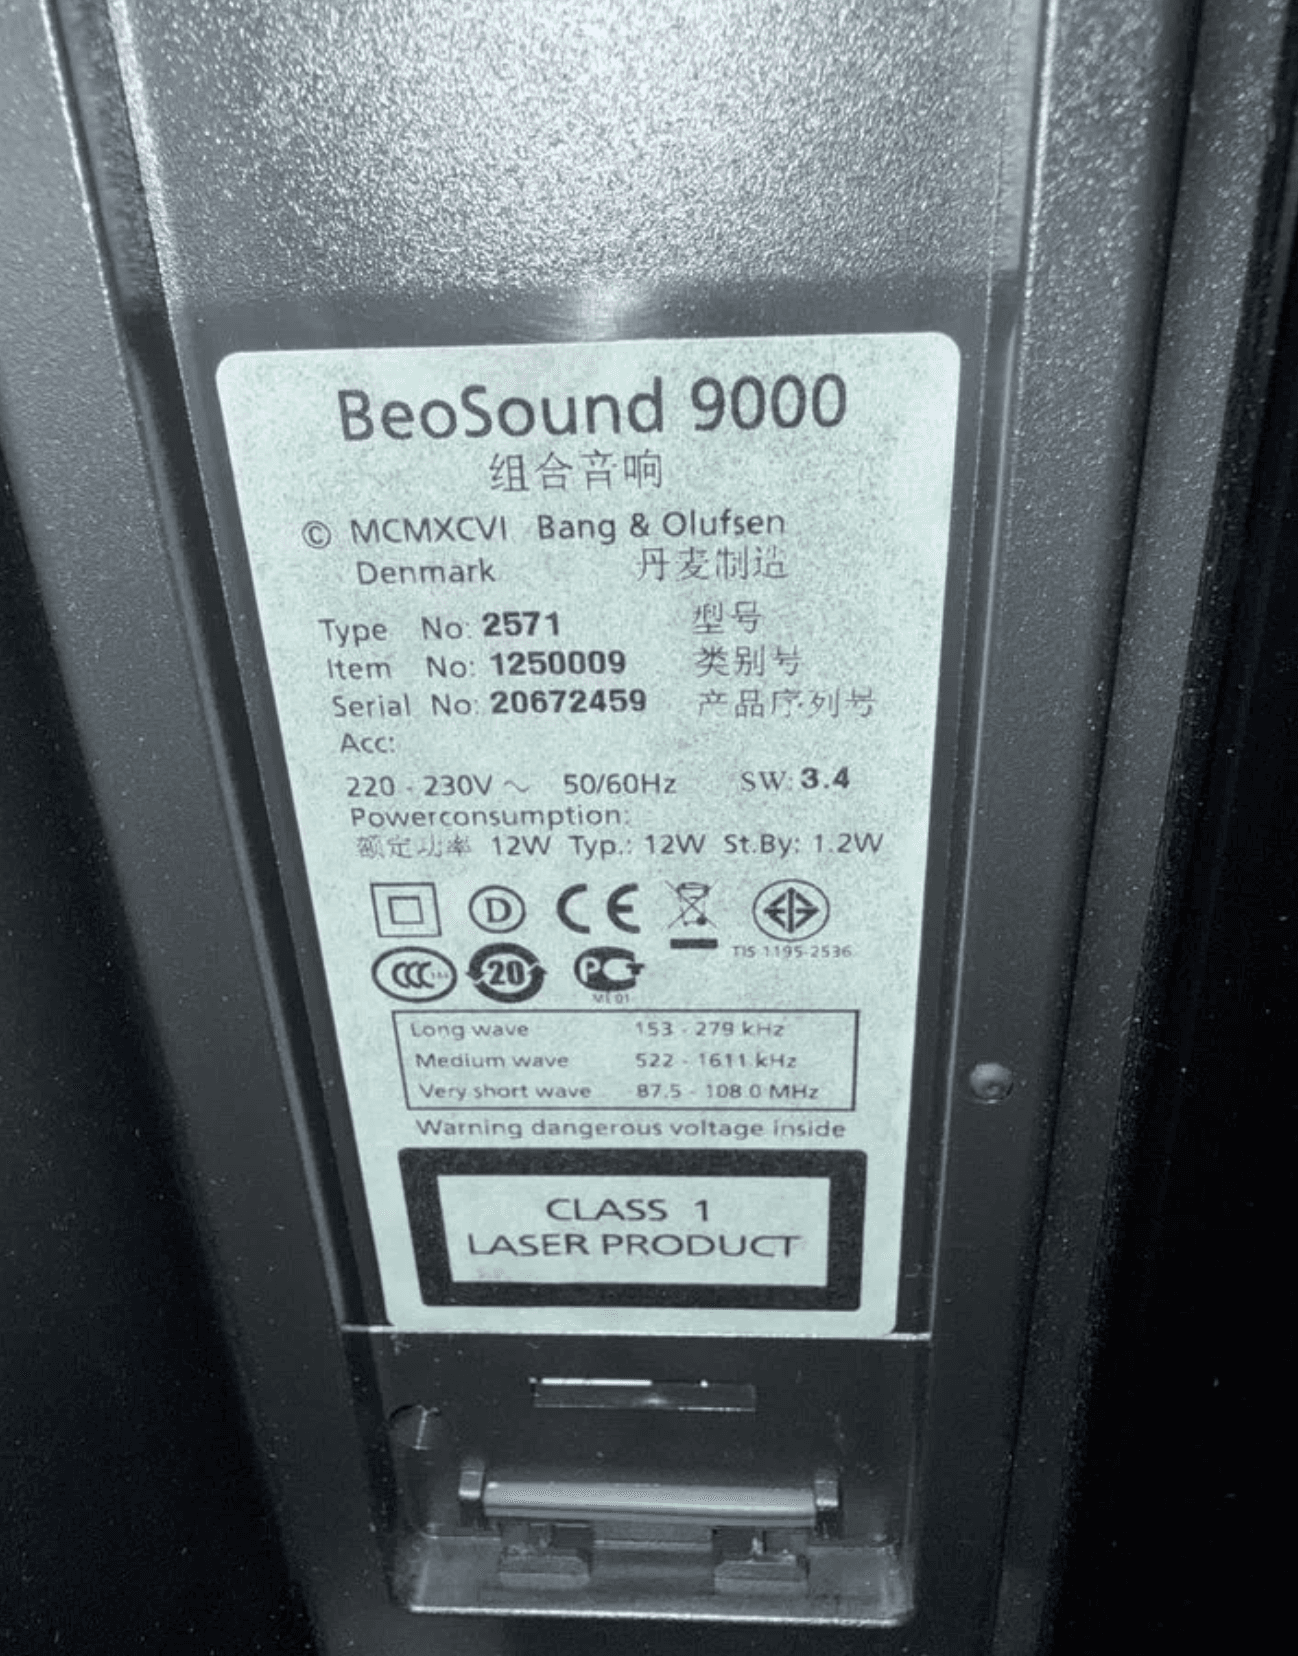 BeoSound 9000
组合音响
© MCMXCVI Bang & Olufsen
Denmark 丹麦制造
Type No: 2571 型号
Item No: 1250009 类别号
Serial No: 20672459 产品序列号
Acc:
220 - 230V ~ 50/60Hz SW: 3.4
Powerconsumption:
额定功率 12W Typ.: 12W St.By: 1.2W
D CE
TIS 1195-2536
CCC 20 PCT
ME01
Long wave 153 - 279 kHz
Medium wave 522 - 1611 kHz
Very short wave 87.5 - 108.0 MHz
Warning dangerous voltage inside
CLASS 1
LASER PRODUCT